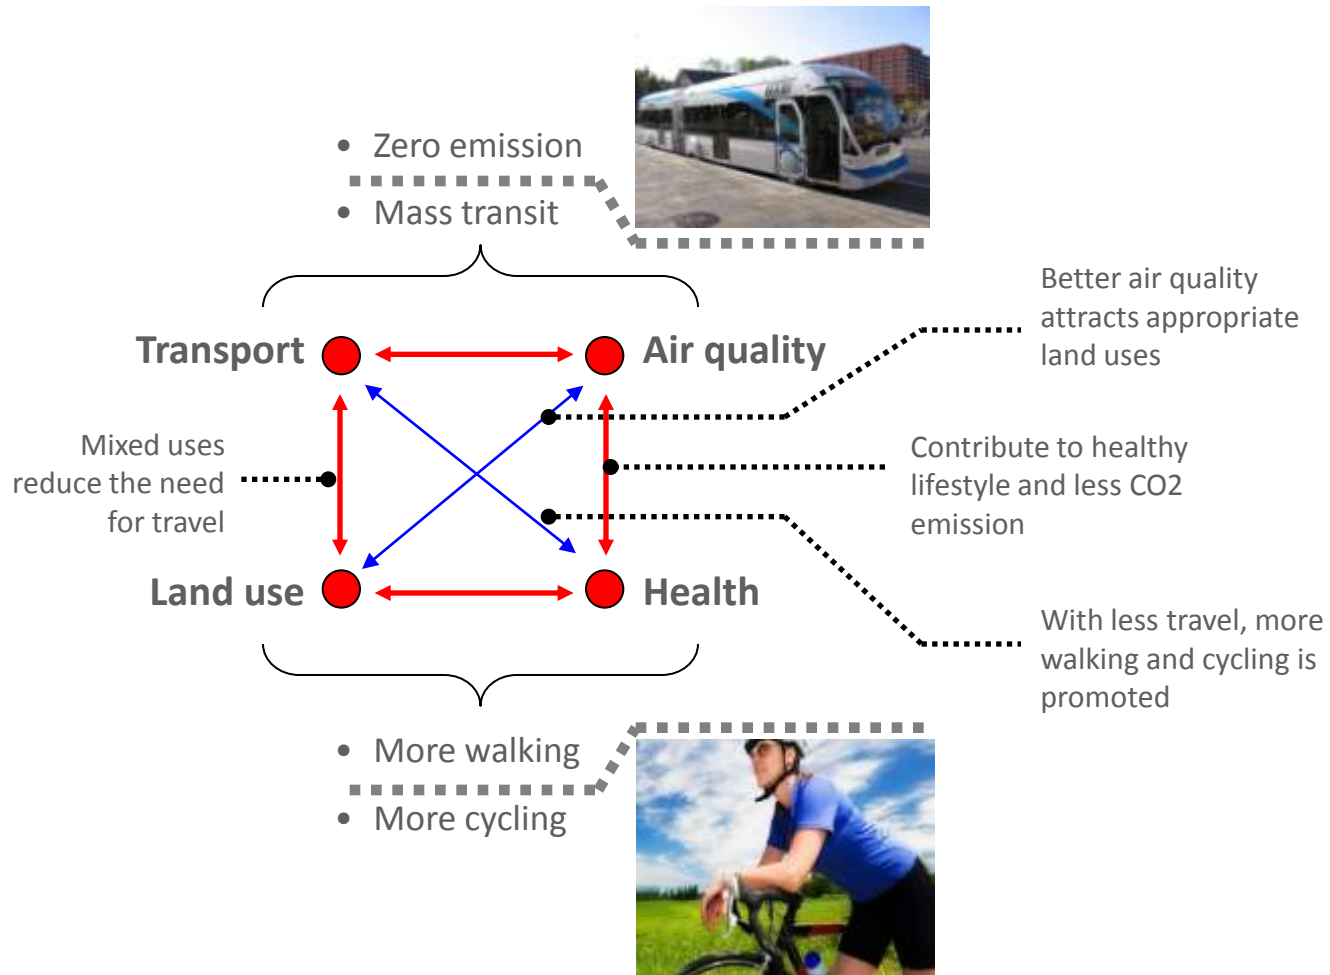 • Zero emission
• Mass transit
Better air quality
attracts appropriate
land uses
Transport
Air quality
Mixed uses
reduce the need
for travel
Contribute to healthy
lifestyle and less CO2
emission
Land use
Health
With less travel, more
walking and cycling is
promoted
• More walking
• More cycling